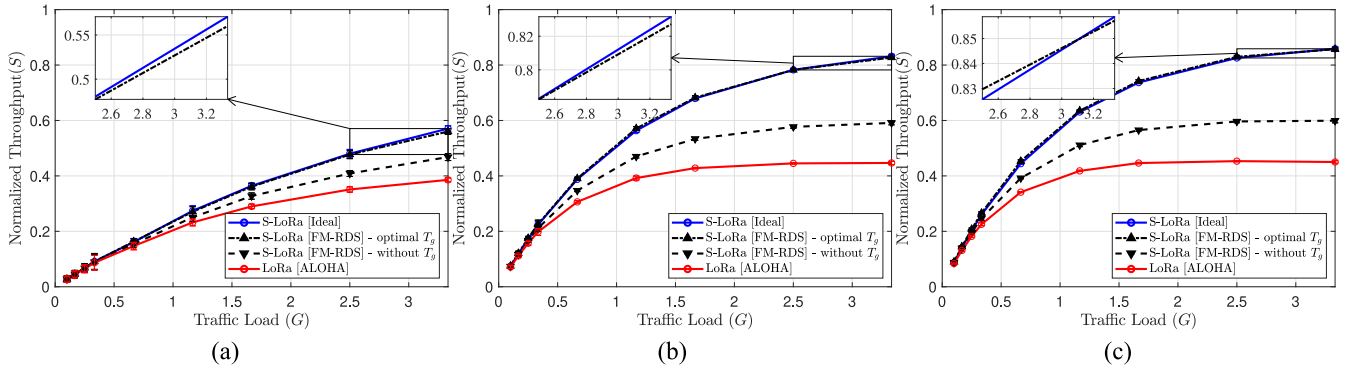 Normalized Throughput(S)
1
0.8
0.6
0.4
0.2
0
0.55
0.5
2.6 2.8 3 3.2
S-LoRa [Ideal]
S-LoRa [FM-RDS] - optimal Tg
S-LoRa [FM-RDS] - without Tg
LoRa [ALOHA]
0 0.5 1 1.5 2 2.5 3
Traffic Load (G)
(a)
Normalized Throughput(S)
1
0.8
0.6
0.4
0.2
0
0.82
0.8
2.6 2.8 3 3.2
S-LoRa [Ideal]
S-LoRa [FM-RDS] - optimal Tg
S-LoRa [FM-RDS] - without Tg
LoRa [ALOHA]
0 0.5 1 1.5 2 2.5 3
Traffic Load (G)
(b)
Normalized Throughput(S)
1
0.8
0.6
0.4
0.2
0
0.85
0.84
0.83
2.6 2.8 3 3.2
S-LoRa [Ideal]
S-LoRa [FM-RDS] - optimal Tg
S-LoRa [FM-RDS] - without Tg
LoRa [ALOHA]
0 0.5 1 1.5 2 2.5 3
Traffic Load (G)
(c)